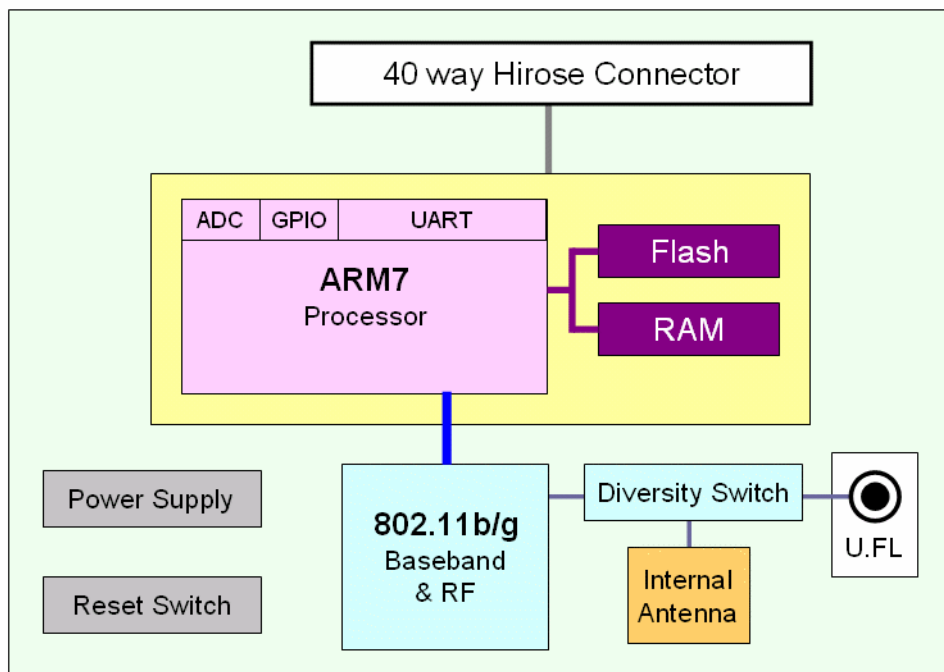 40 way Hirose Connector
ADC GPIO UART
ARM7
Processor
Flash
RAM
Power Supply
Reset Switch
802.11b/g
Baseband
& RF
Diversity Switch
Internal
Antenna
U.FL